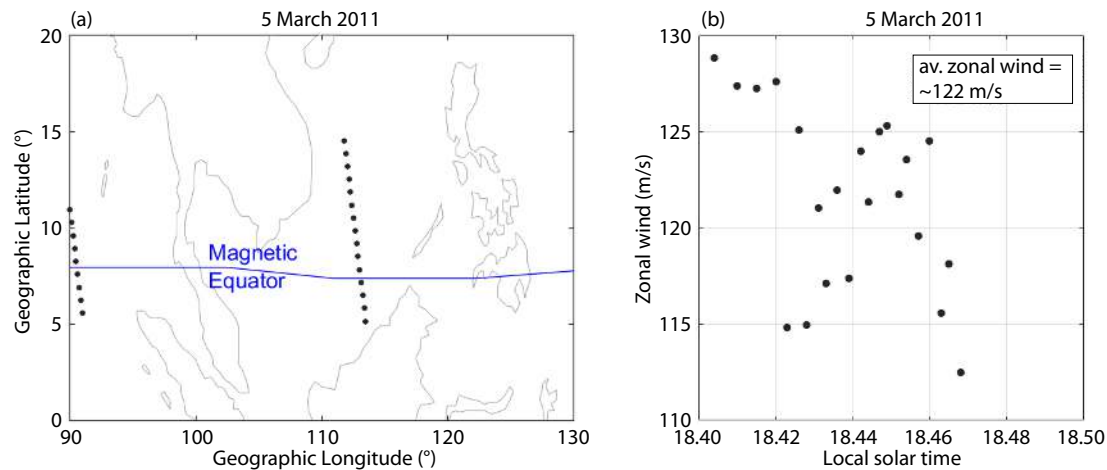 (a)
5 March 2011
20
15
10
5
0
Geographic Latitude (°)
Magnetic
Equator
90
100
110
120
130
Geographic Longitude (°)
(b)
5 March 2011
130
125
120
115
110
Zonal wind (m/s)
av. zonal wind =
~122 m/s
18.40
18.42
18.44
18.46
18.48
18.50
Local solar time